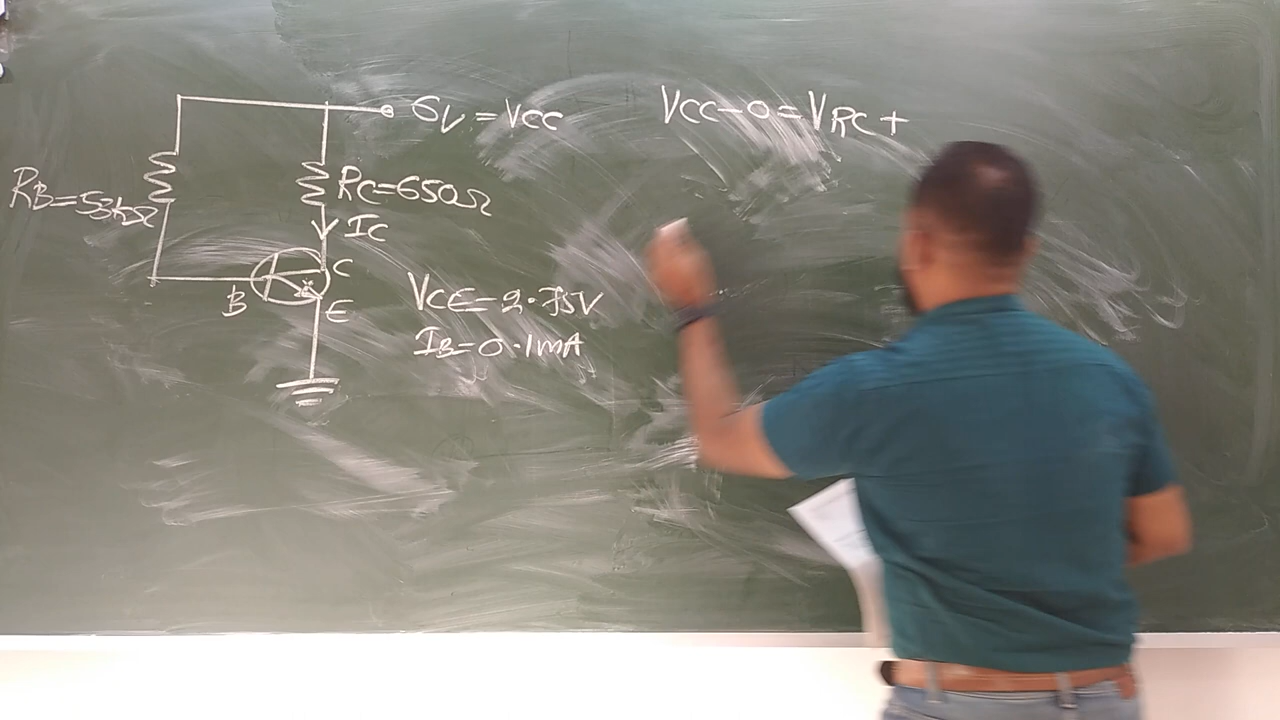 6V = VCC
RB=53kΩ
RC=650Ω
IC
C
B
E
VCE=2.75V
IB=0.1mA
VCC-0=VRC+